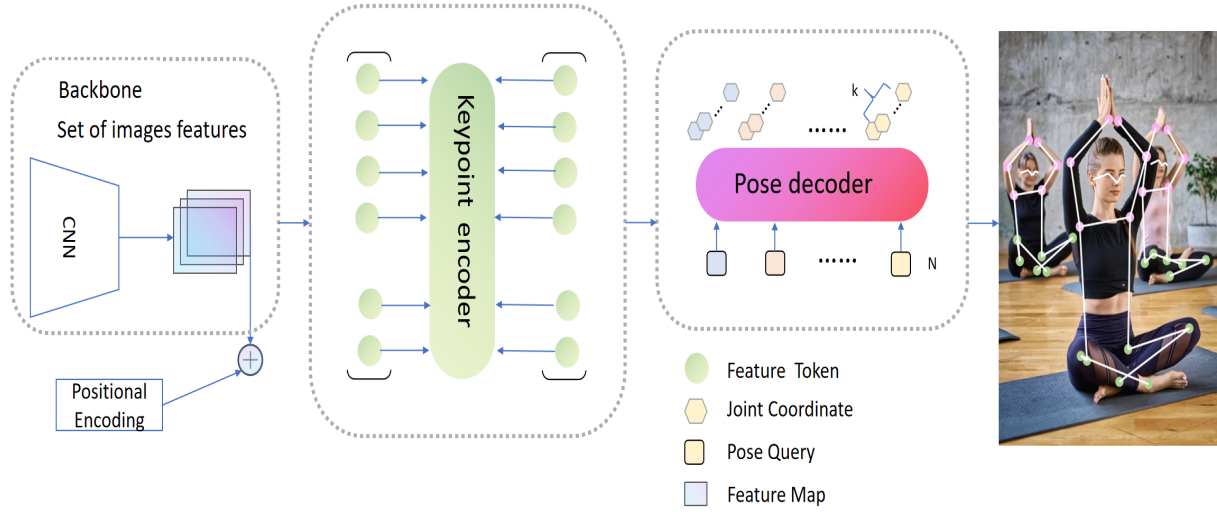 Backbone
Set of images features
CNN
Positional
Encoding
Keypoint encoder
k
......
Pose decoder
......
N
Feature Token
Joint Coordinate
Pose Query
Feature Map